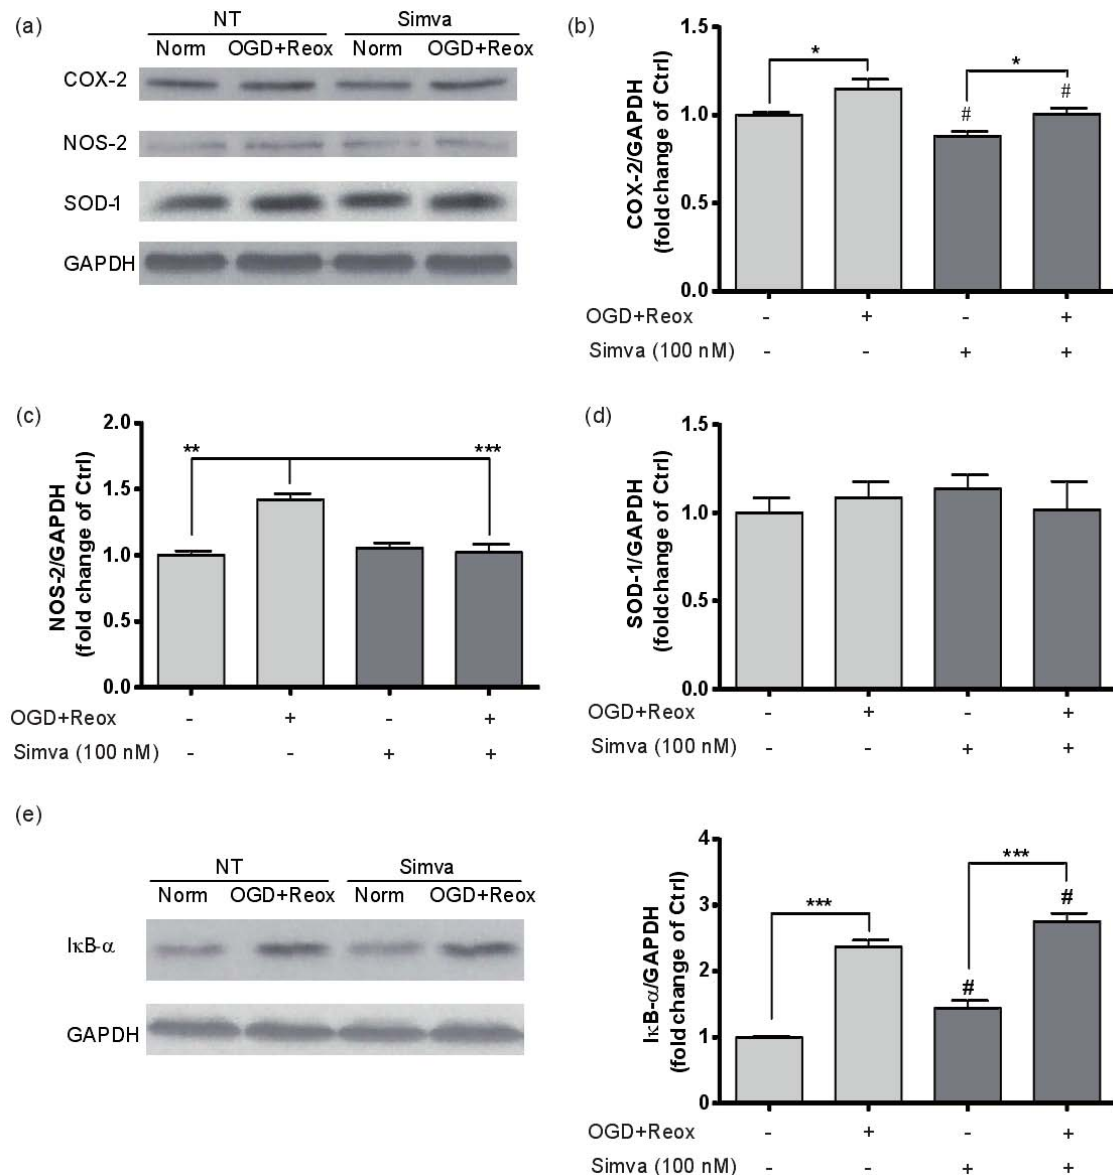 (a)
NT Simva
Norm OGD+Reox Norm OGD+Reox
COX-2
NOS-2
SOD-1
GAPDH
(b)
COX-2/GAPDH
(foldchange of Ctrl)
1.5
1.0
0.5
0.0
* *
# #
OGD+Reox - + - +
Simva (100 nM) - - + +
(c)
NOS-2/GAPDH
(fold change of Ctrl)
2.0
1.5
1.0
0.5
0.0
** ***
OGD+Reox - + - +
Simva (100 nM) - - + +
(d)
SOD-1/GAPDH
(foldchange of Ctrl)
1.5
1.0
0.5
0.0
OGD+Reox - + - +
Simva (100 nM) - - + +
(e)
NT Simva
Norm OGD+Reox Norm OGD+Reox
IκB-α
GAPDH
IκB-α/GAPDH
(fold change of Ctrl)
4
3
2
1
0
*** ***
# #
OGD+Reox - + - +
Simva (100 nM) - - + +